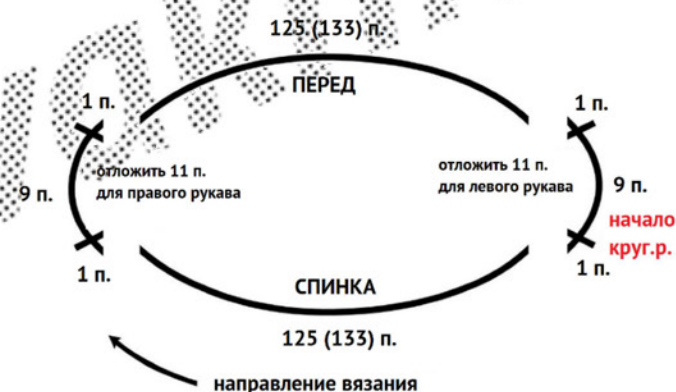 125 (133) п.
ПЕРЕД
1 п.
1 п.
отложить 11 п.
для правого рукава
отложить 11 п.
для левого рукава
9 п.
9 п.
начало
круг.р.
1 п.
1 п.
СПИНКА
125 (133) п.
направление вязания